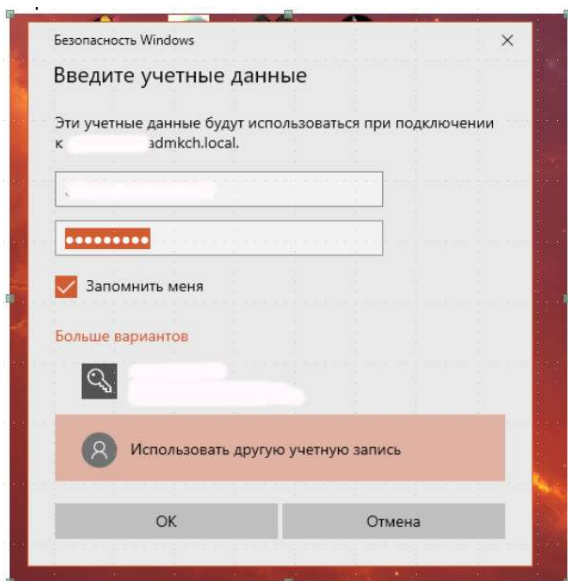 Безопасность Windows
Введите учетные данные
Эти учетные данные будут использоваться при подключении
к admkch.local.
•••••••••
Запомнить меня
Больше вариантов
Использовать другую учетную запись
ОК
Отмена